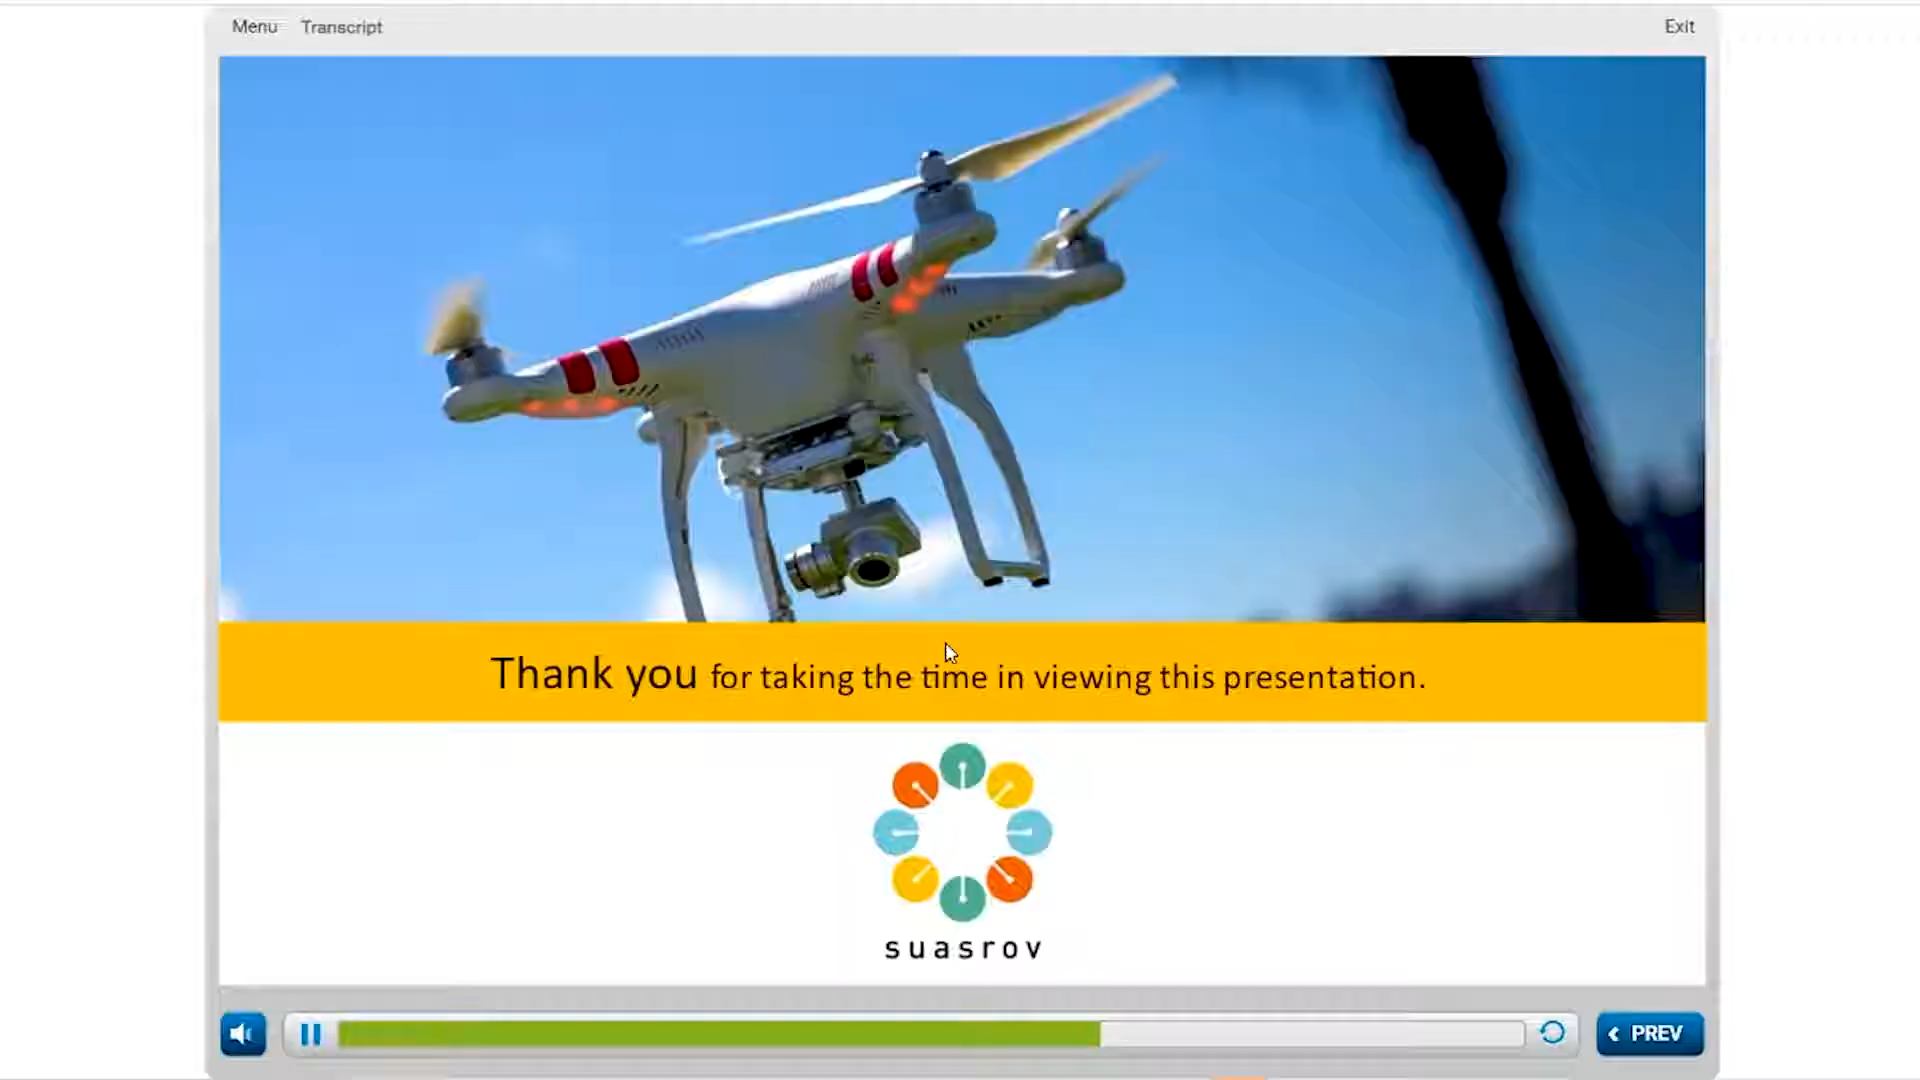 Menu Transcript Exit
Thank you for taking the time in viewing this presentation.
suasrov
PREV